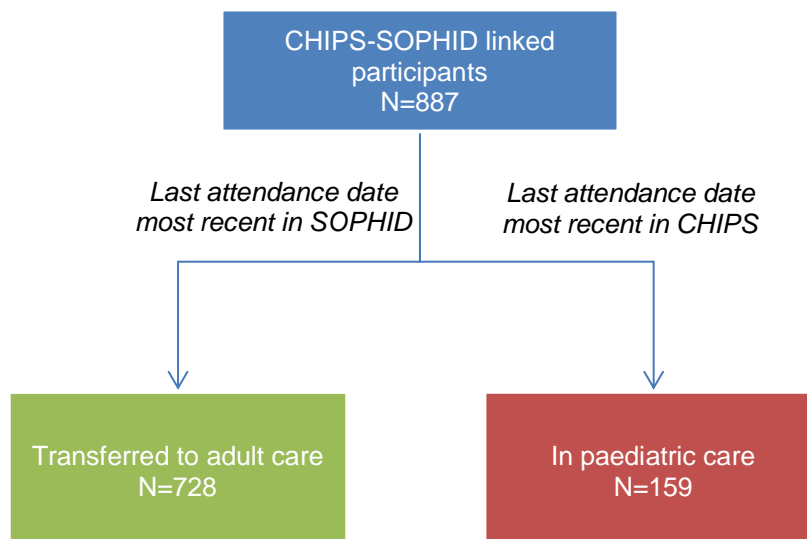 CHIPS-SOPHID linked
participants
N=887
Last attendance date
most recent in SOPHID
Last attendance date
most recent in CHIPS
Transferred to adult care
N=728
In paediatric care
N=159